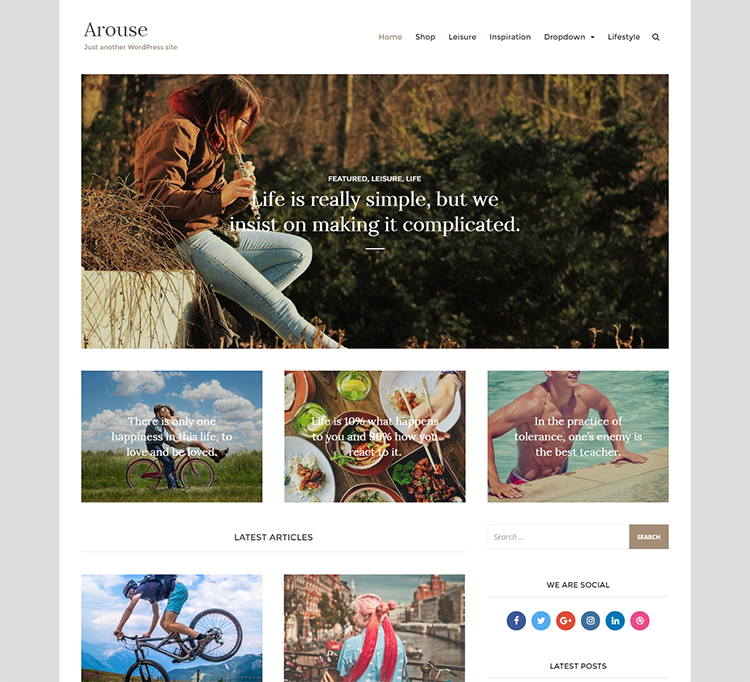 Arouse
Just another WordPress site
Home Shop Leisure Inspiration Dropdown Lifestyle
FEATURED, LEISURE, LIFE
Life is really simple, but we
insist on making it complicated.
There is only one
happiness in this life, to
love and be loved.
Life is 10% what happens
to you and 90% how you
react to it.
In the practice of
tolerance, one's enemy is
the best teacher.
LATEST ARTICLES
Search ...
SEARCH
WE ARE SOCIAL
LATEST POSTS